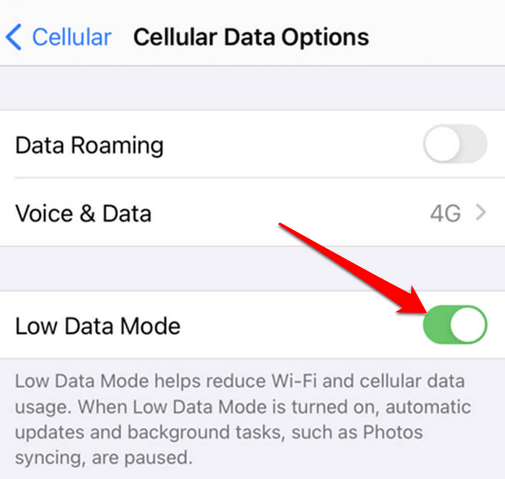 Cellular Cellular Data Options
Data Roaming
Voice & Data 4G
Low Data Mode
Low Data Mode helps reduce Wi-Fi and cellular data
usage. When Low Data Mode is turned on, automatic
updates and background tasks, such as Photos
syncing, are paused.